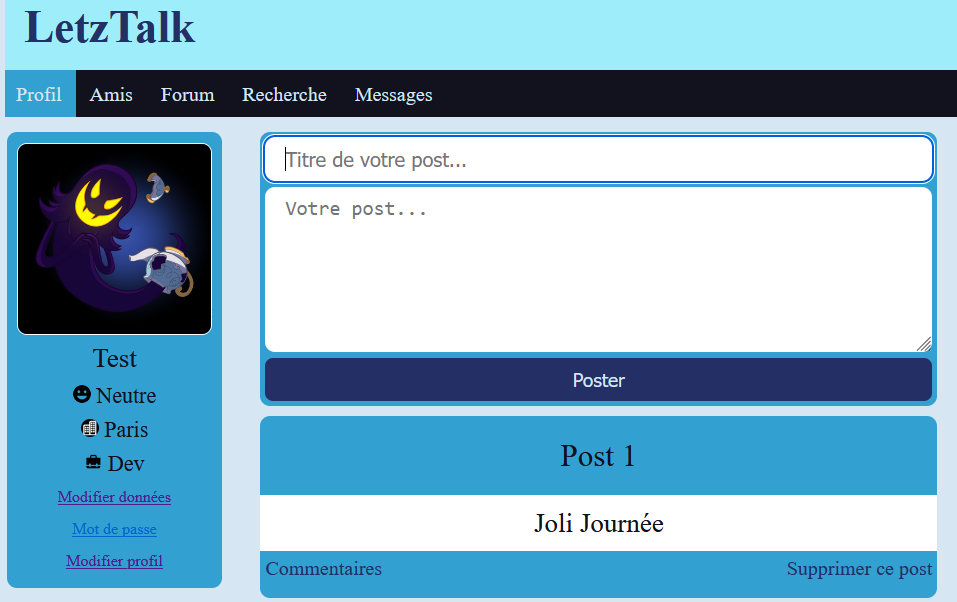 LetzTalk
Profil Amis Forum Recherche Messages
Test
Neutre
Paris
Dev
Modifier données
Mot de passe
Modifier profil
Titre de votre post...
Votre post...
Poster
Post 1
Joli Journée
Commentaires Supprimer ce post